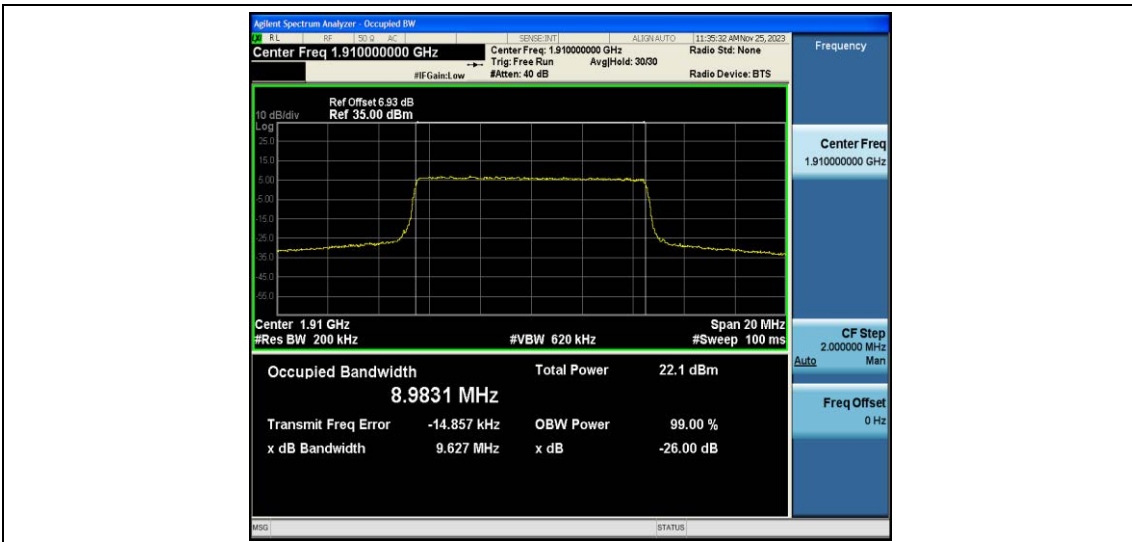 Agilent Spectrum Analyzer - Occupied BW
RL RF 50 Ω AC SENSE:INT ALIGN AUTO 11:35:32 AM Nov 25, 2023
Center Freq 1.910000000 GHz
Center Freq: 1.910000000 GHz
Radio Std: None
Trig: Free Run Avg|Hold: 30/30
#IFGain:Low
#Atten: 40 dB
Radio Device: BTS
Frequency
Ref Offset 6.93 dB
10 dB/div Ref 35.00 dBm
Log
25.0
15.0
5.00
-5.00
-15.0
-25.0
-35.0
-45.0
-55.0
Center 1.91 GHz Span 20 MHz
#Res BW 200 kHz #VBW 620 kHz #Sweep 100 ms
Center Freq
1.910000000 GHz
CF Step
2.000000 MHz
Auto Man
Freq Offset
0 Hz
Occupied Bandwidth Total Power 22.1 dBm
8.9831 MHz
Transmit Freq Error -14.857 kHz OBW Power 99.00 %
x dB Bandwidth 9.627 MHz x dB -26.00 dB
MSG STATUS